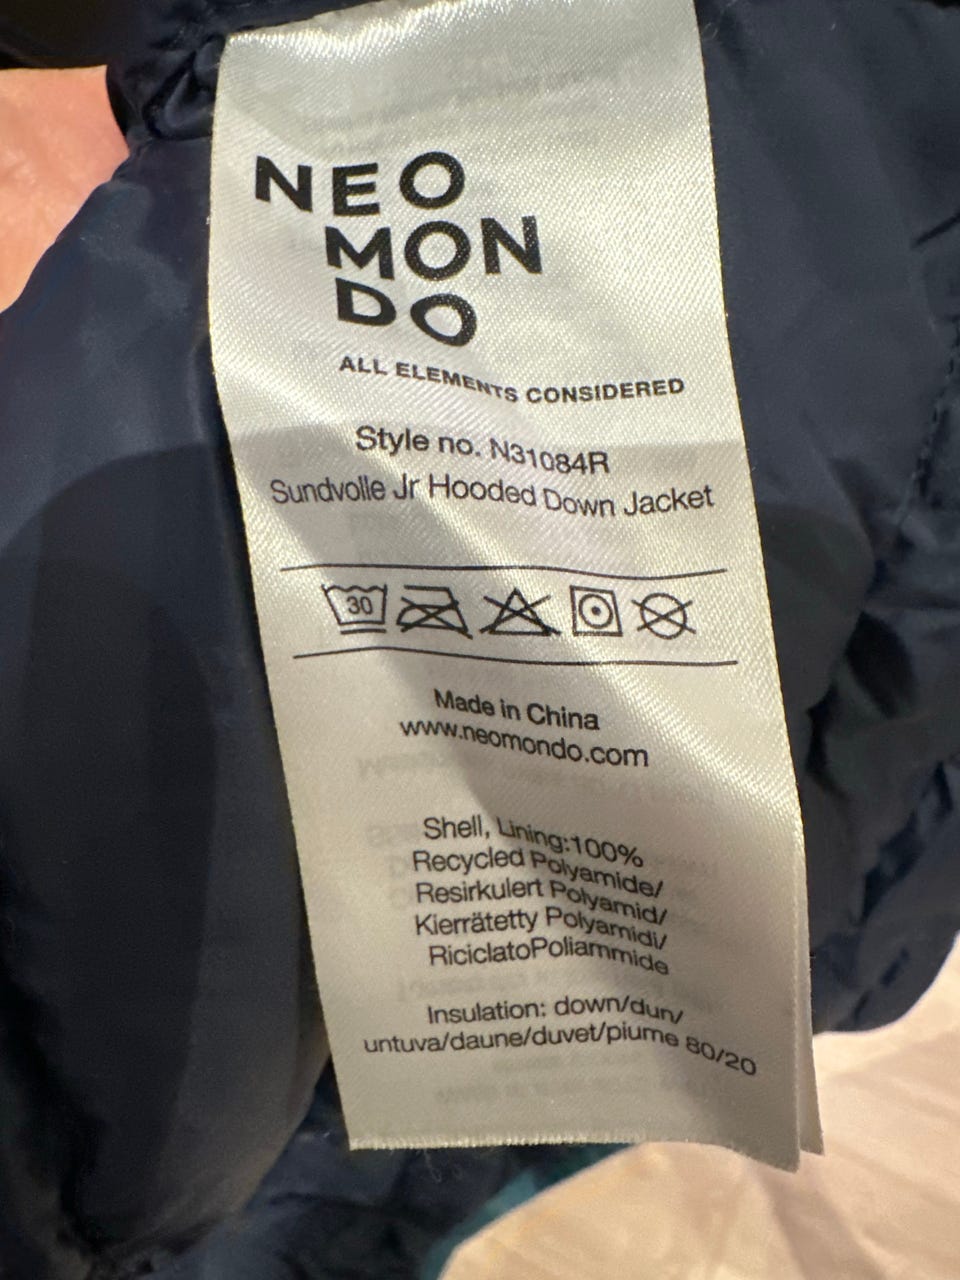 NEO
MON
DO
ALL ELEMENTS CONSIDERED
Style no. N31084R
Sundvolle Jr Hooded Down Jacket
30
Made in China
www.neomondo.com
Shell, Lining:100%
Recycled Polyamide/
Resirkulert Polyamid/
Kierrätetty Polyamidi/
RiciclatoPoliammide
Insulation: down/dun/
untuva/daune/duvet/piume 80/20